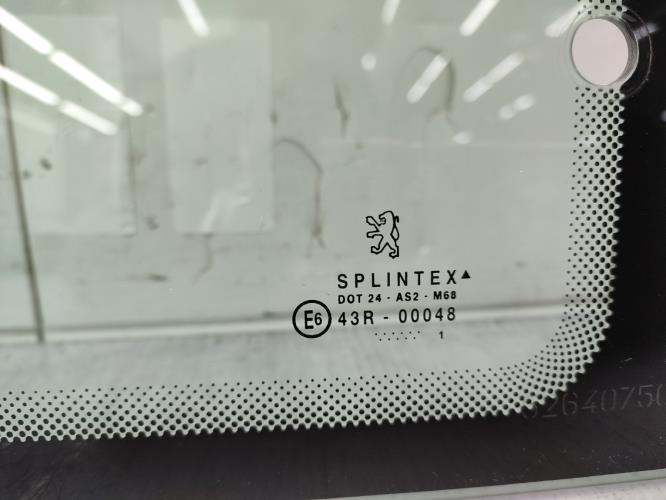 SPLINTEX▲
DOT 24 - AS2 - M68
E6 43R - 00048
....... 1